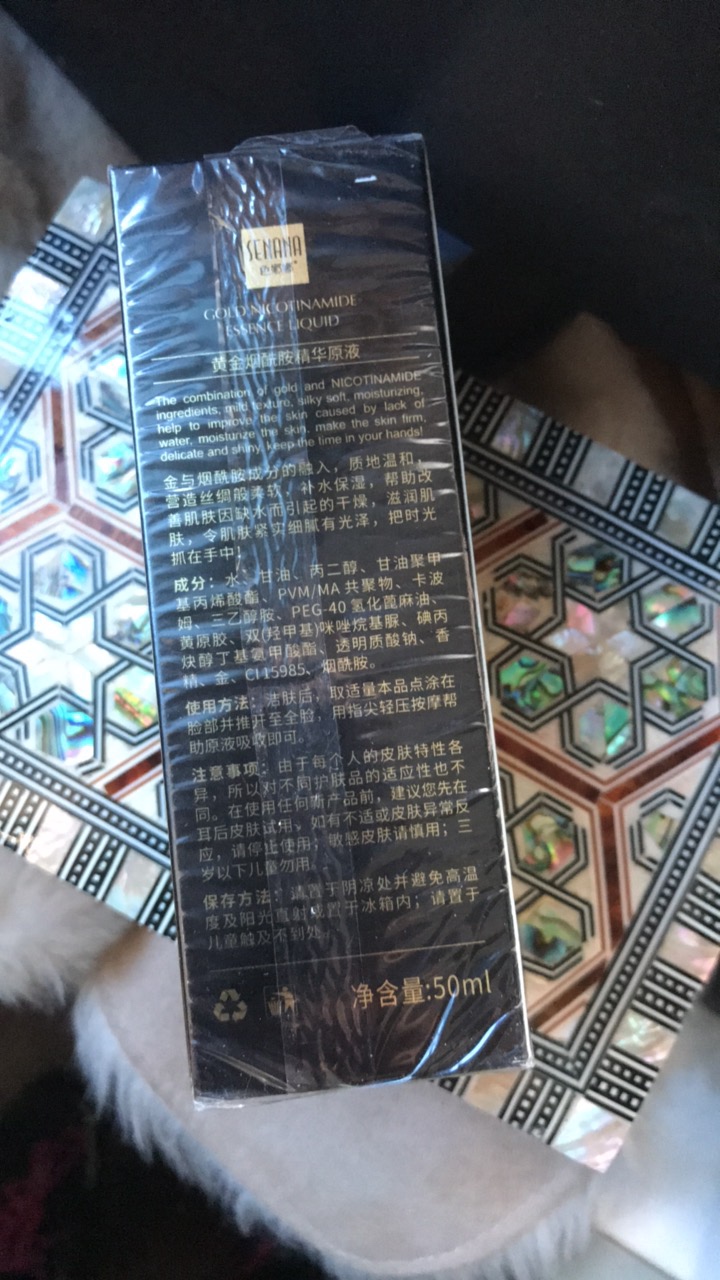 SENANA
GOLD NICOTINAMIDE
ESSENCE LIQUID
黄金烟酰胺精华原液
The combination of gold and NICOTINAMIDE
ingredients, mild texture, silky soft, moisturizing,
help to improve the skin caused by lack of
water, moisturize the skin, make the skin firm,
delicate and shiny, keep the time in your hands!
金与烟酰胺成分的融入，质地温和，
营造丝绸般柔软，补水保湿，帮助改
善肌肤因缺水而引起的干燥，滋润肌
肤，令肌肤紧实细腻有光泽，把时光
抓在手中！
成分：水、甘油、丙二醇、甘油聚甲
基丙烯酸酯、PVM/MA共聚物、卡波
姆、三乙醇胺、PEG-40氢化蓖麻油、
黄原胶、双(羟甲基)咪唑烷基脲、碘丙
炔醇丁基氨甲酸酯、透明质酸钠、香
精、金、CI 15985、烟酰胺。
使用方法：洁肤后，取适量本品点涂在
脸部并推开至全脸，用指尖轻压按摩帮
助原液吸收即可。
注意事项：由于每个人的皮肤特性各
异，所以对不同护肤品的适应性也不
同。在使用任何新产品前，建议您先在
耳后皮肤试用，如有不适或皮肤异常反
应，请停止使用；敏感皮肤请慎用；三
岁以下儿童勿用。
保存方法：请置于阴凉处并避免高温
度及阳光直射或置于冰箱内；请置于
儿童触及不到处。
净含量:50ml